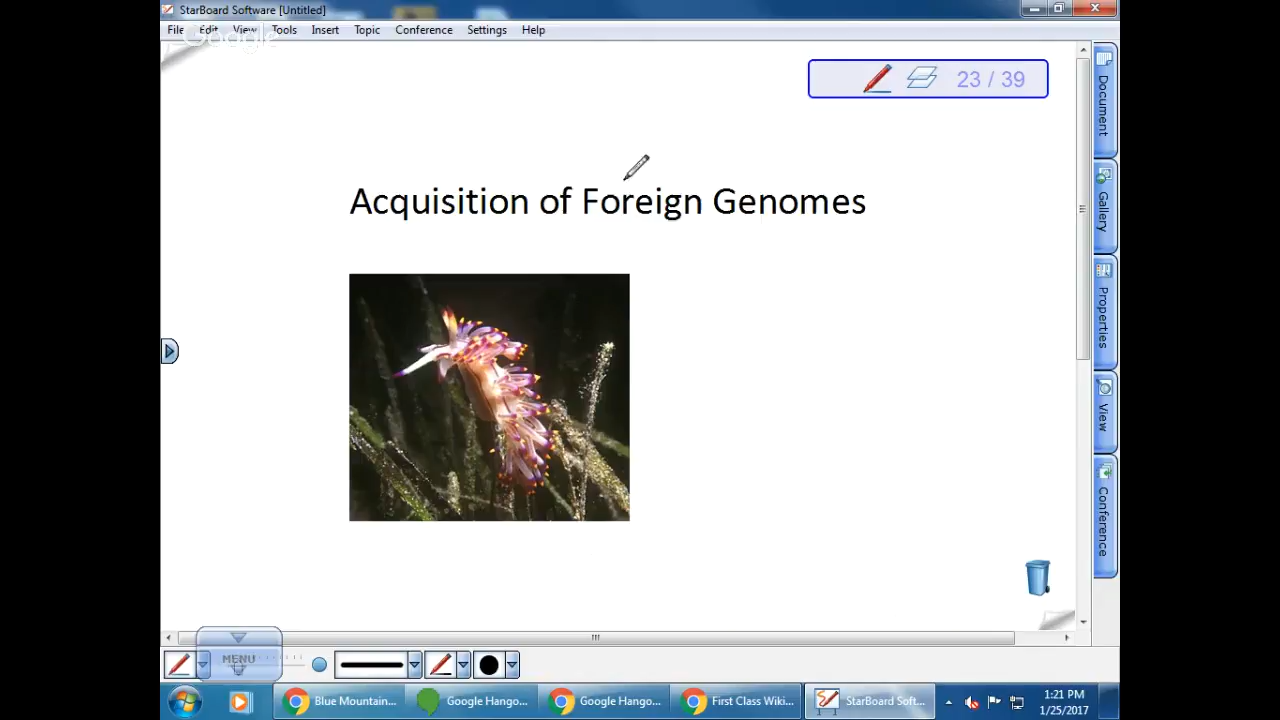 StarBoard Software [Untitled]
File Edit View Tools Insert Topic Conference Settings Help
Google
23 / 39
Acquisition of Foreign Genomes
Document
Gallery
Properties
View
Conference
MENU
Blue Mountain...
Google Hango...
Google Hango...
First Class Wiki...
StarBoard Soft...
1:21 PM
1/25/2017